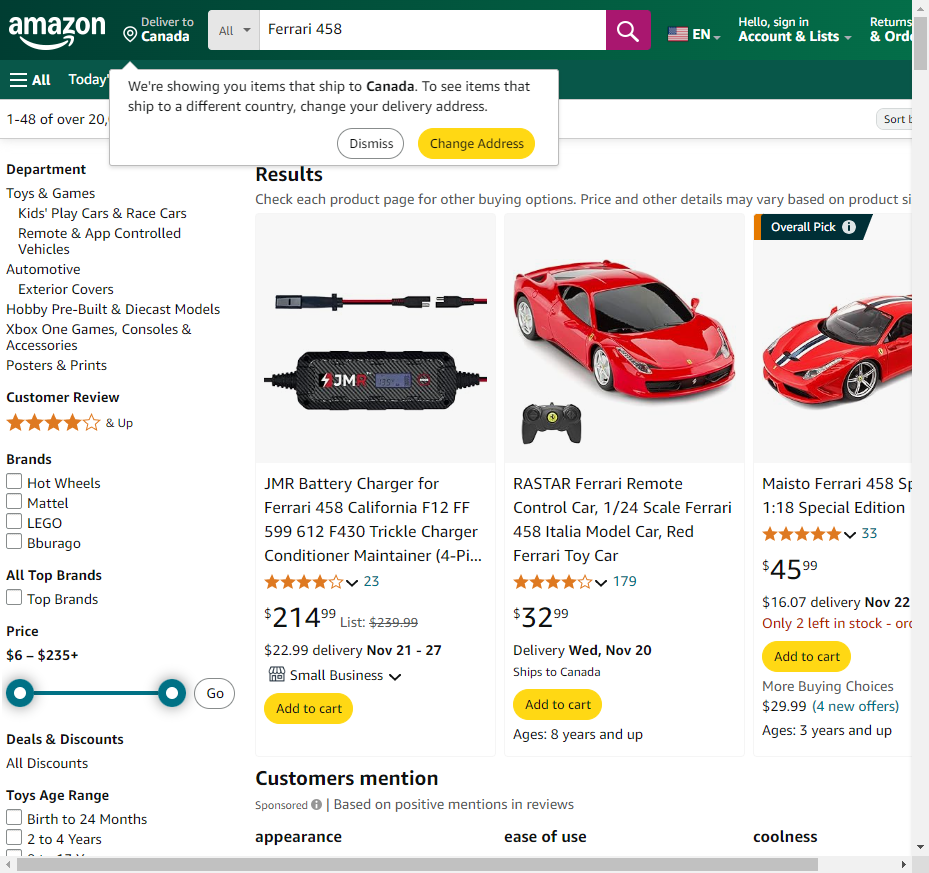 amazon
Deliver to
Canada
All
Ferrari 458
EN
Hello, sign in
Account & Lists
Returns
& Orde
All
Today'
We're showing you items that ship to Canada. To see items that
ship to a different country, change your delivery address.
Dismiss
Change Address
1-48 of over 20,
Sort b
Department
Toys & Games
Kids' Play Cars & Race Cars
Remote & App Controlled
Vehicles
Automotive
Exterior Covers
Hobby Pre-Built & Diecast Models
Xbox One Games, Consoles &
Accessories
Posters & Prints
Customer Review
& Up
Brands
Hot Wheels
Mattel
LEGO
Bburago
All Top Brands
Top Brands
Price
$6 – $235+
Go
Deals & Discounts
All Discounts
Toys Age Range
Birth to 24 Months
2 to 4 Years
Results
Check each product page for other buying options. Price and other details may vary based on product si
JMR
JMR Battery Charger for
Ferrari 458 California F12 FF
599 612 F430 Trickle Charger
Conditioner Maintainer (4-Pi...
23
$214.99 List: $239.99
$22.99 delivery Nov 21 - 27
Small Business
Add to cart
RASTAR Ferrari Remote
Control Car, 1/24 Scale Ferrari
458 Italia Model Car, Red
Ferrari Toy Car
179
$32.99
Delivery Wed, Nov 20
Ships to Canada
Add to cart
Ages: 8 years and up
Overall Pick
Maisto Ferrari 458 Sp
1:18 Special Edition
33
$45.99
$16.07 delivery Nov 22
Only 2 left in stock - ord
Add to cart
More Buying Choices
$29.99 (4 new offers)
Ages: 3 years and up
Customers mention
Sponsored | Based on positive mentions in reviews
appearance
ease of use
coolness